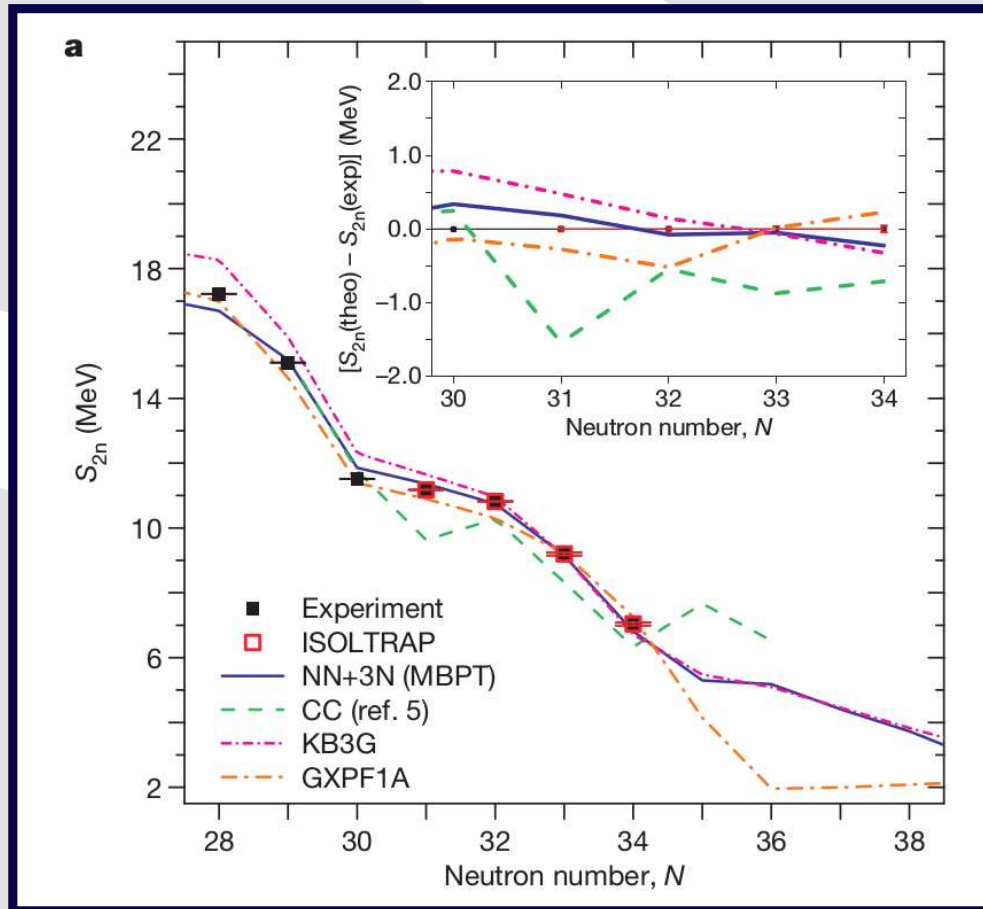 a
22
18
14
10
6
2
S2n (MeV)
28 30 32 34 36 38
Neutron number, N
Experiment
ISOLTRAP
NN+3N (MBPT)
CC (ref. 5)
KB3G
GXPF1A
2.0
1.0
0.0
−1.0
−2.0
[S2n(theo) − S2n(exp)] (MeV)
30 31 32 33 34
Neutron number, N